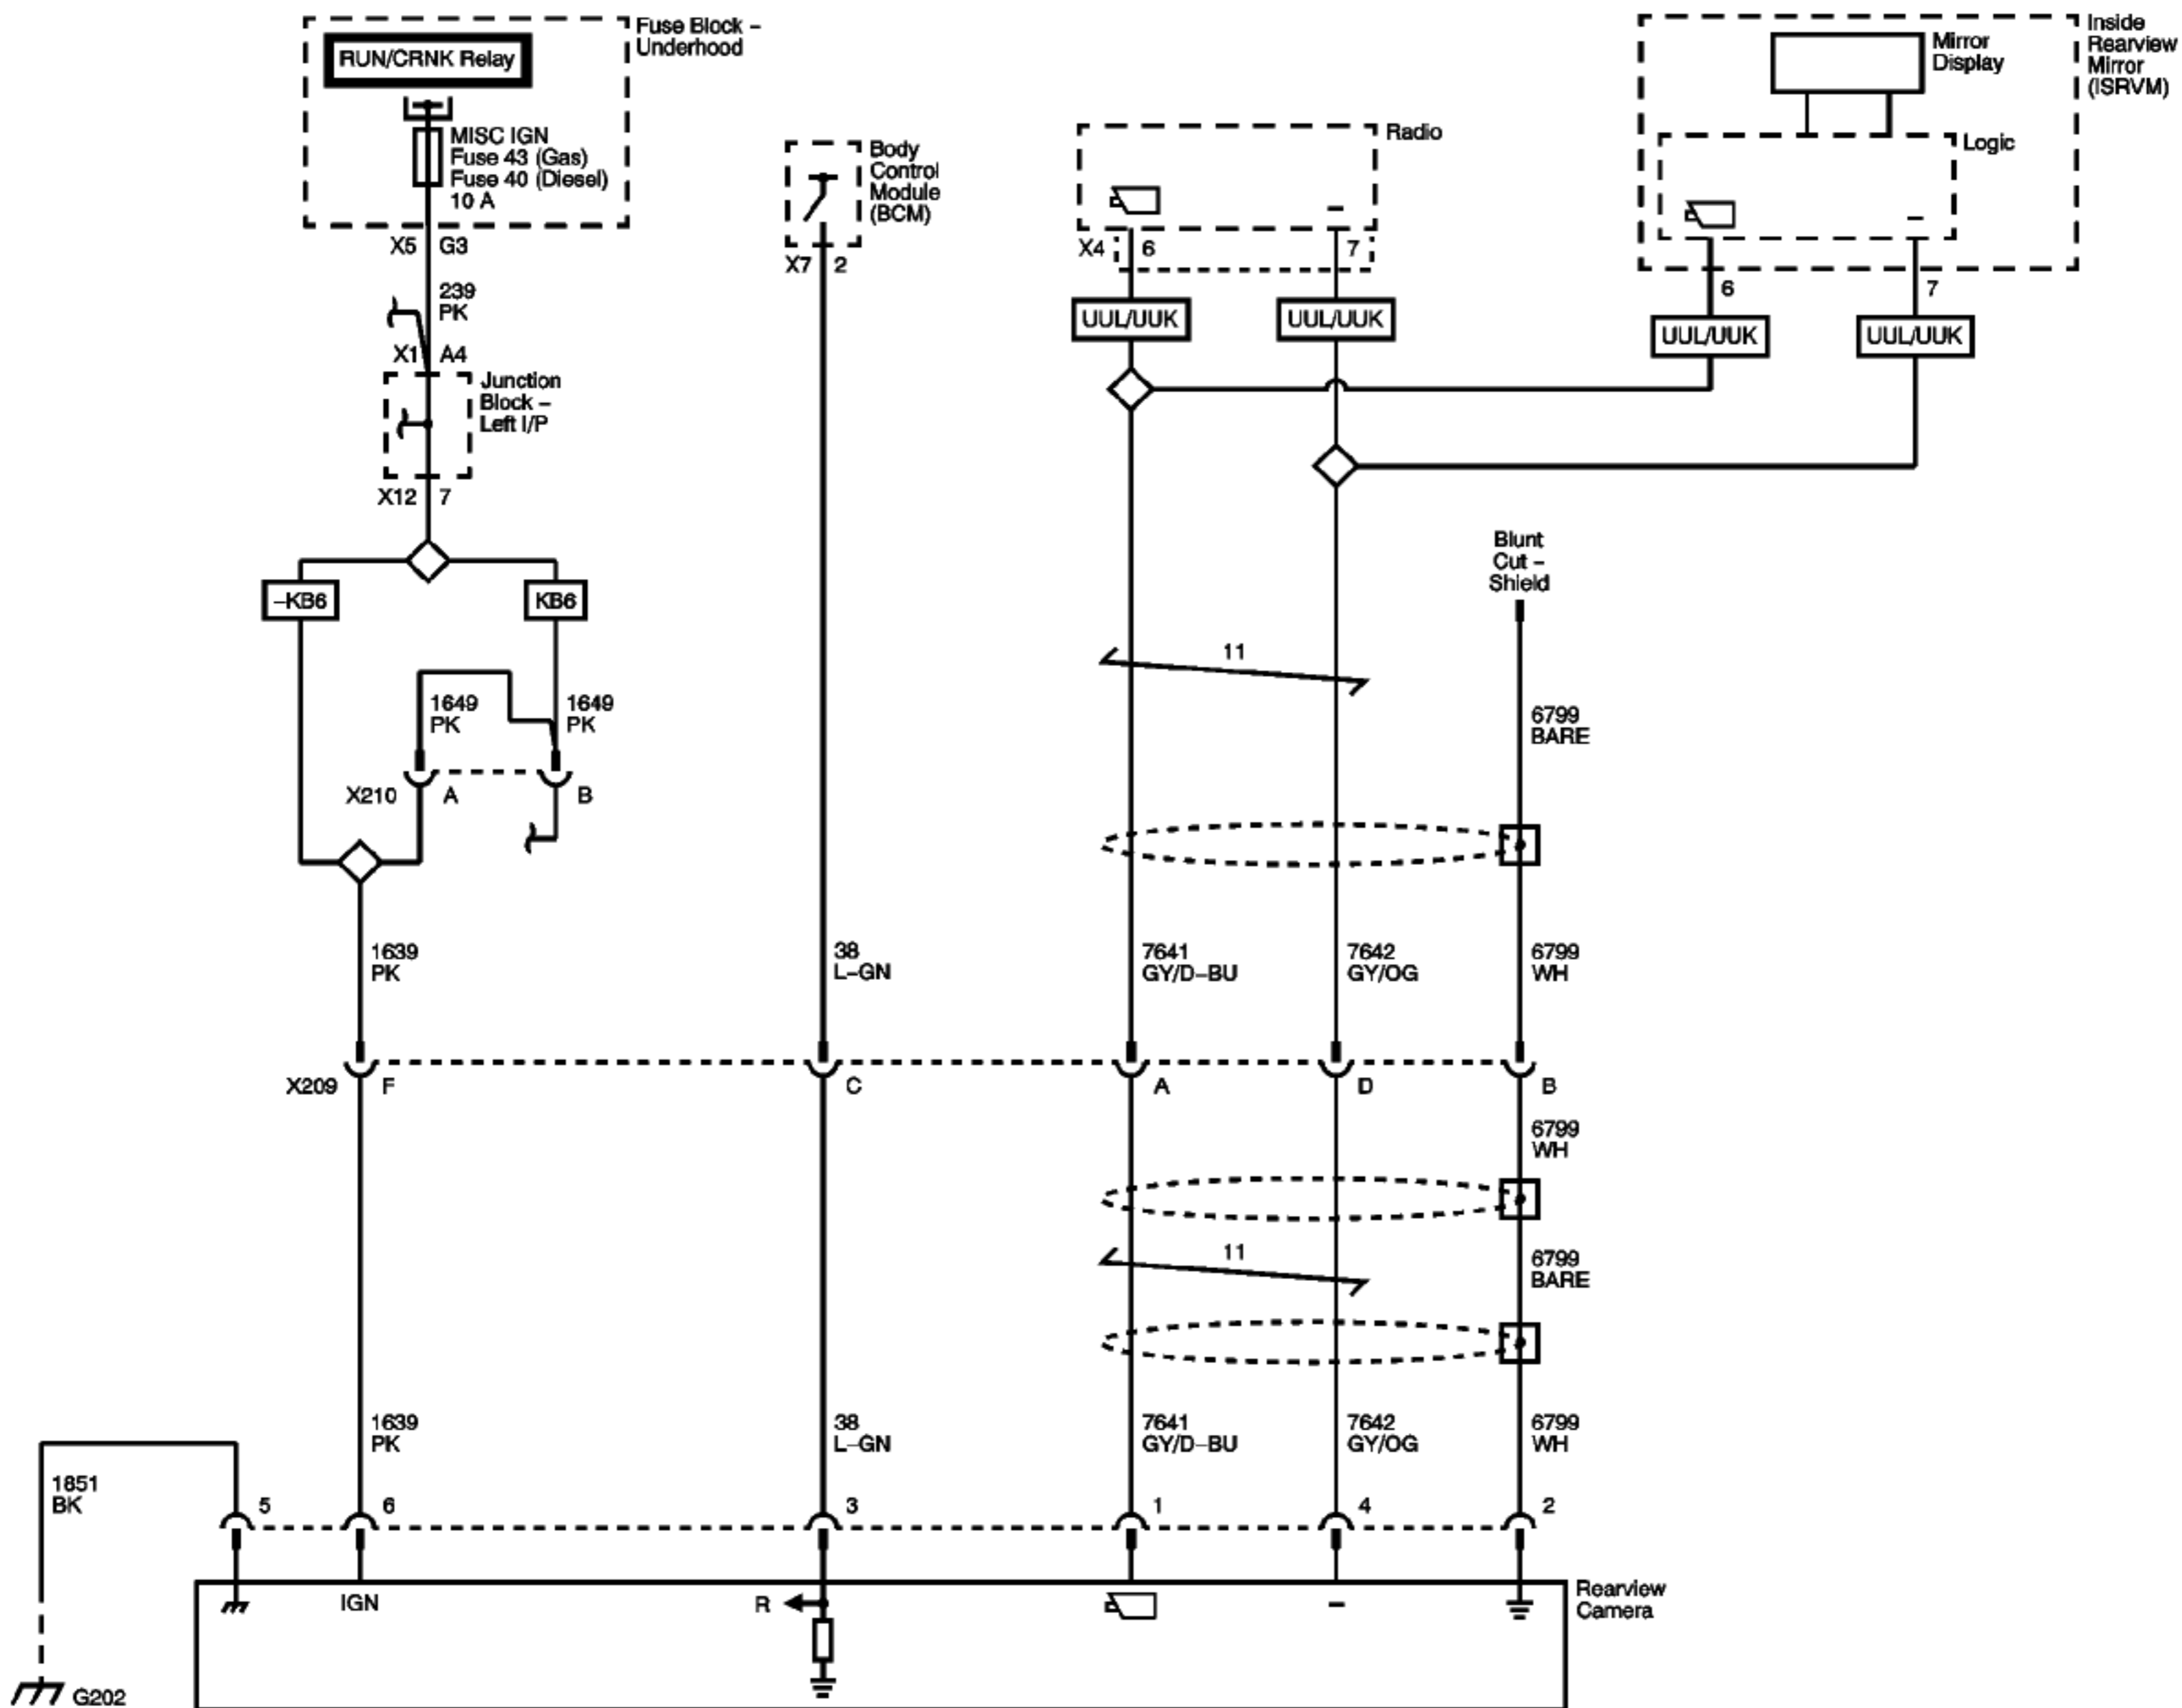 Fuse Block –
Underhood
RUN/CRNK Relay
MISC IGN
Fuse 43 (Gas)
Fuse 40 (Diesel)
10 A
X5 G3
239
PK
X1 A4
Junction
Block –
Left I/P
X12 7
–KB6
KB6
1649
PK
1649
PK
X210 A
B
1639
PK
Body
Control
Module
(BCM)
X7 2
38
L–GN
Radio
X4 6
7
UUL/UUK
UUL/UUK
Inside
Rearview
Mirror
(ISRVM)
Mirror
Display
Logic
–
–
6
7
UUL/UUK
UUL/UUK
Blunt
Cut –
Shield
11
6799
BARE
7641
GY/D–BU
7642
GY/OG
6799
WH
X209 F
C
A
D
B
6799
WH
11
6799
BARE
1639
PK
38
L–GN
7641
GY/D–BU
7642
GY/OG
6799
WH
1851
BK
5
6
3
1
4
2
IGN
R
–
Rearview
Camera
G202